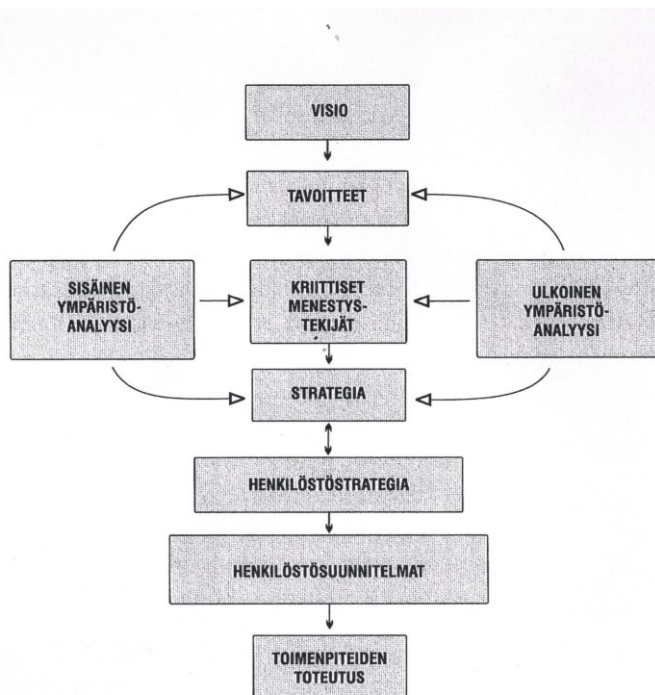 VISIO
TAVOITTEET
SISÄINEN
YMPÄRISTÖ-
ANALYYSI
KRIITTISET
MENESTYS-
TEKIJÄT
ULKOINEN
YMPÄRISTÖ-
ANALYYSI
STRATEGIA
HENKILÖSTÖSTRATEGIA
HENKILÖSTÖSUUNNITELMAT
TOIMENPITEIDEN
TOTEUTUS